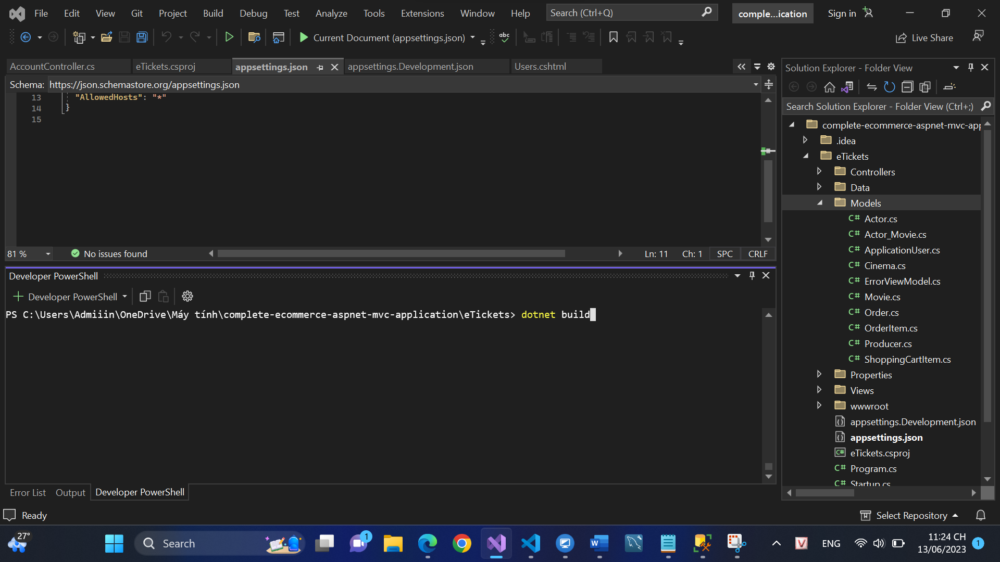 File Edit View Git Project Build Debug Test Analyze Tools Extensions Window Help Search (Ctrl+Q) comple...ication Sign in
Current Document (appsettings.json) abc Live Share
AccountController.cs eTickets.csproj appsettings.json appsettings.Development.json Users.cshtml
Schema: https://json.schemastore.org/appsettings.json
13 "AllowedHosts": "*"
14 }
15
81 % No issues found Ln: 11 Ch: 1 SPC CRLF
Developer PowerShell
Developer PowerShell
PS C:\Users\Admiiin\OneDrive\Máy tính\complete-ecommerce-aspnet-mvc-application\eTickets> dotnet build
Error List Output Developer PowerShell
Solution Explorer - Folder View
Search Solution Explorer - Folder View (Ctrl+;)
complete-ecommerce-aspnet-mvc-app
.idea
eTickets
Controllers
Data
Models
C# Actor.cs
C# Actor_Movie.cs
C# ApplicationUser.cs
C# Cinema.cs
C# ErrorViewModel.cs
C# Movie.cs
C# Order.cs
C# OrderItem.cs
C# Producer.cs
C# ShoppingCartItem.cs
Properties
Views
wwwroot
appsettings.Development.json
appsettings.json
C# eTickets.csproj
C# Program.cs
C# Startup.cs
Ready Select Repository
27° Search 1 W V ENG 11:24 CH 1
13/06/2023